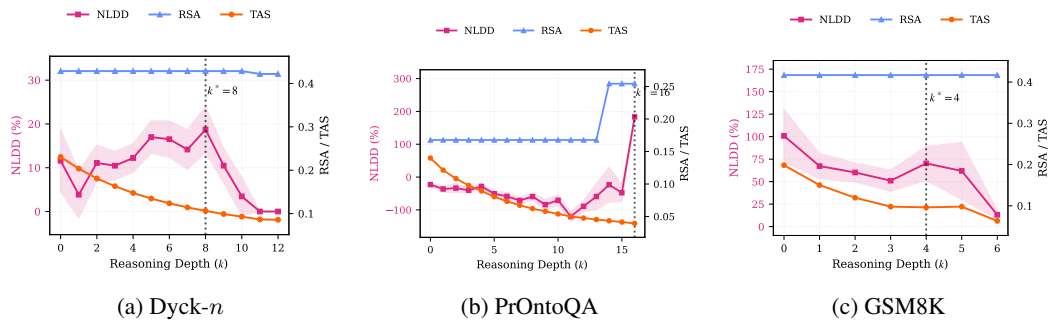 NLDD RSA TAS
NLDD RSA TAS
NLDD RSA TAS
30
20
10
0
NLDD (%)
k* = 8
0.4
0.3
0.2
0.1
RSA / TAS
0 2 4 6 8 10 12
Reasoning Depth (k)
300
200
100
0
−100
NLDD (%)
k* = 16
0.25
0.20
0.15
0.10
0.05
RSA / TAS
0 5 10 15
Reasoning Depth (k)
175
150
125
100
75
50
25
0
NLDD (%)
k* = 4
0.4
0.3
0.2
0.1
RSA / TAS
0 1 2 3 4 5 6
Reasoning Depth (k)
(a) Dyck-n
(b) PrOntoQA
(c) GSM8K